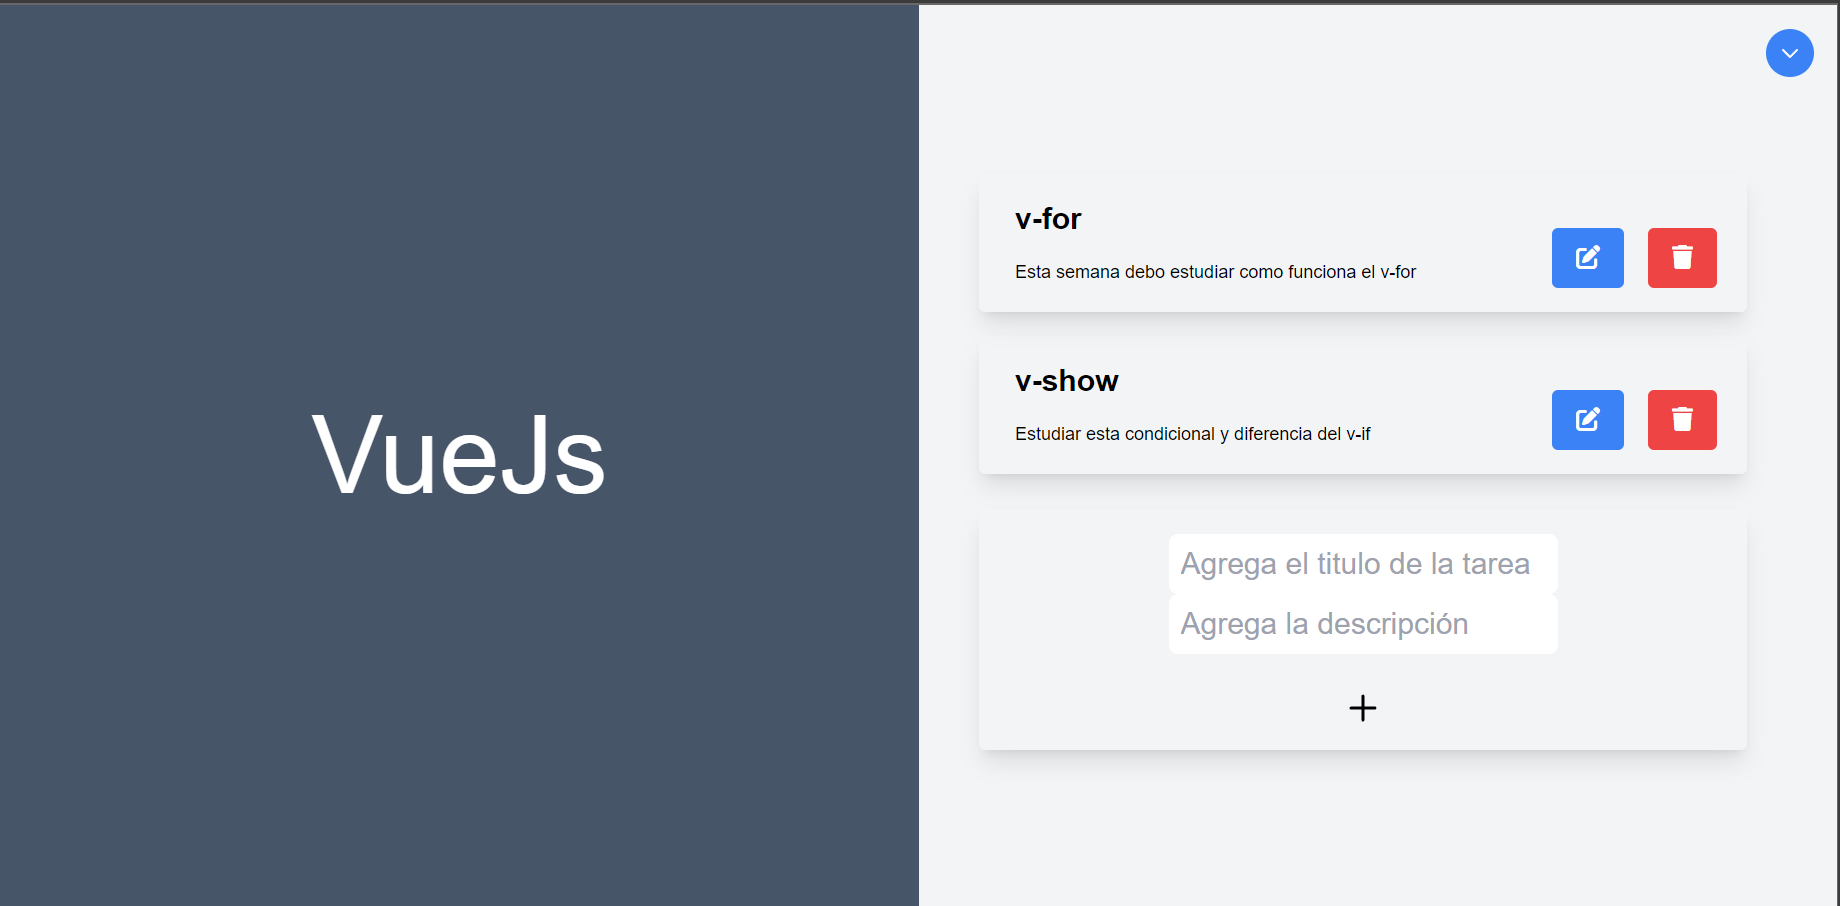 VueJs
v-for
Esta semana debo estudiar como funciona el v-for
v-show
Estudiar esta condicional y diferencia del v-if
Agrega el titulo de la tarea
Agrega la descripción